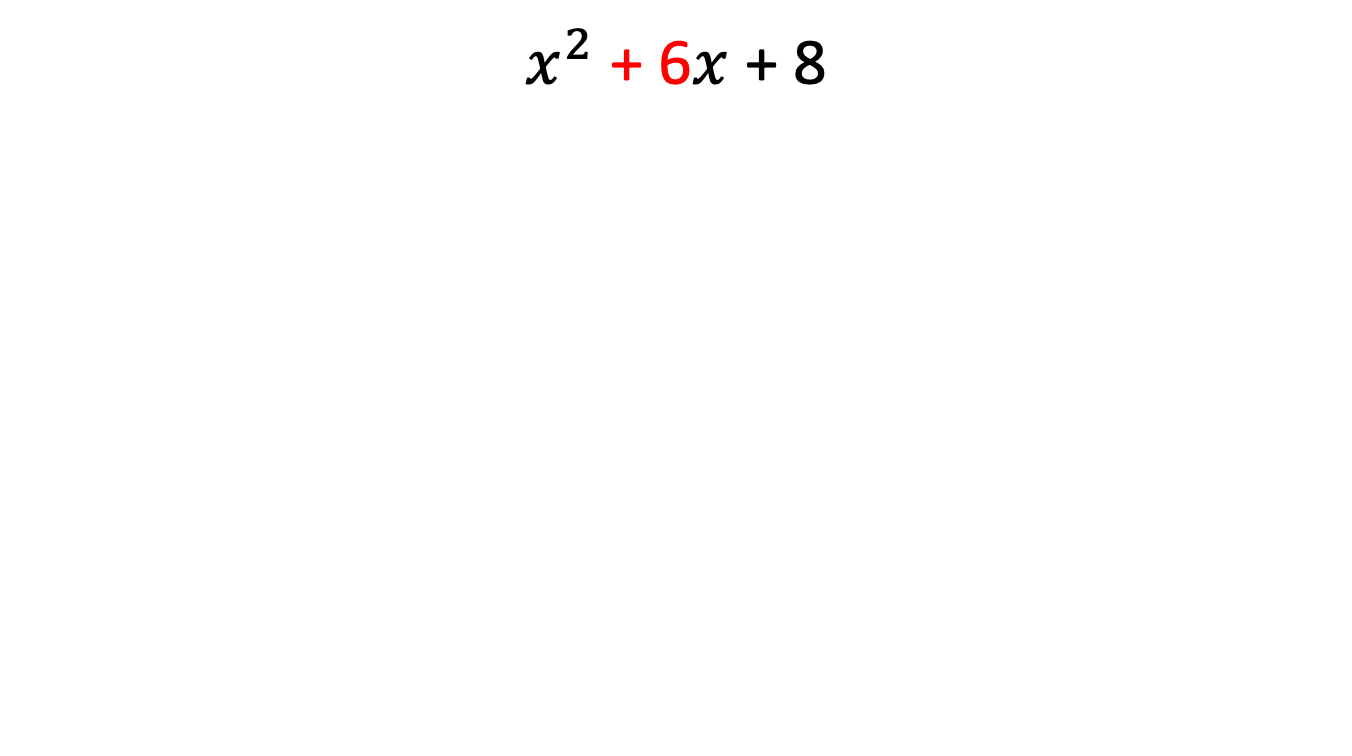 x² + 6x + 8